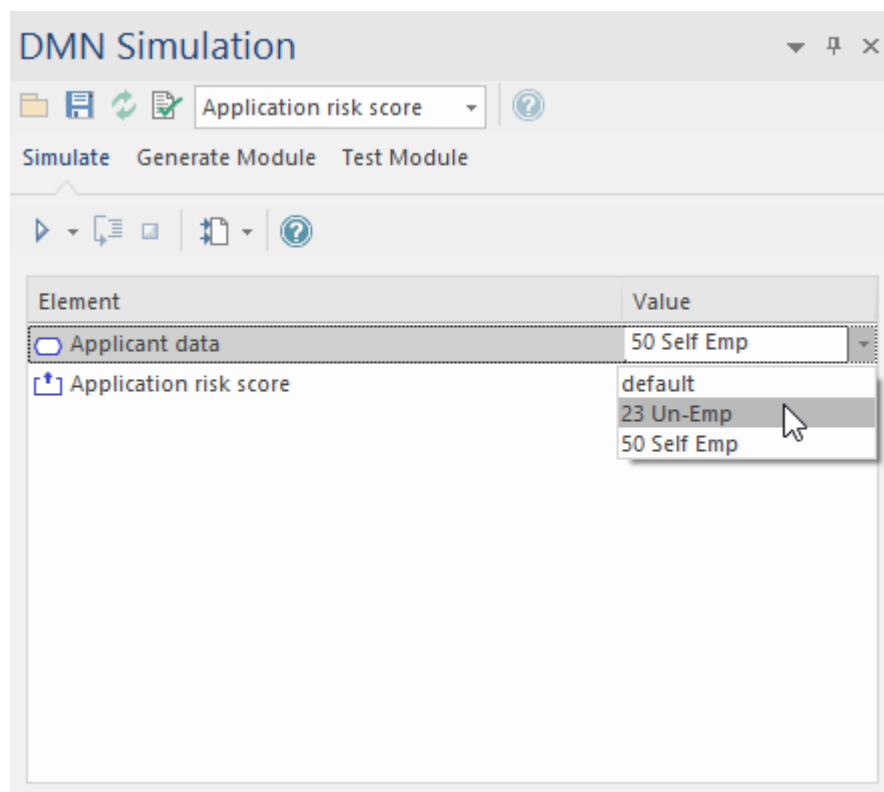 DMN Simulation
Application risk score
Simulate Generate Module Test Module
Element Value
Applicant data 50 Self Emp
Application risk score default
23 Un-Emp
50 Self Emp